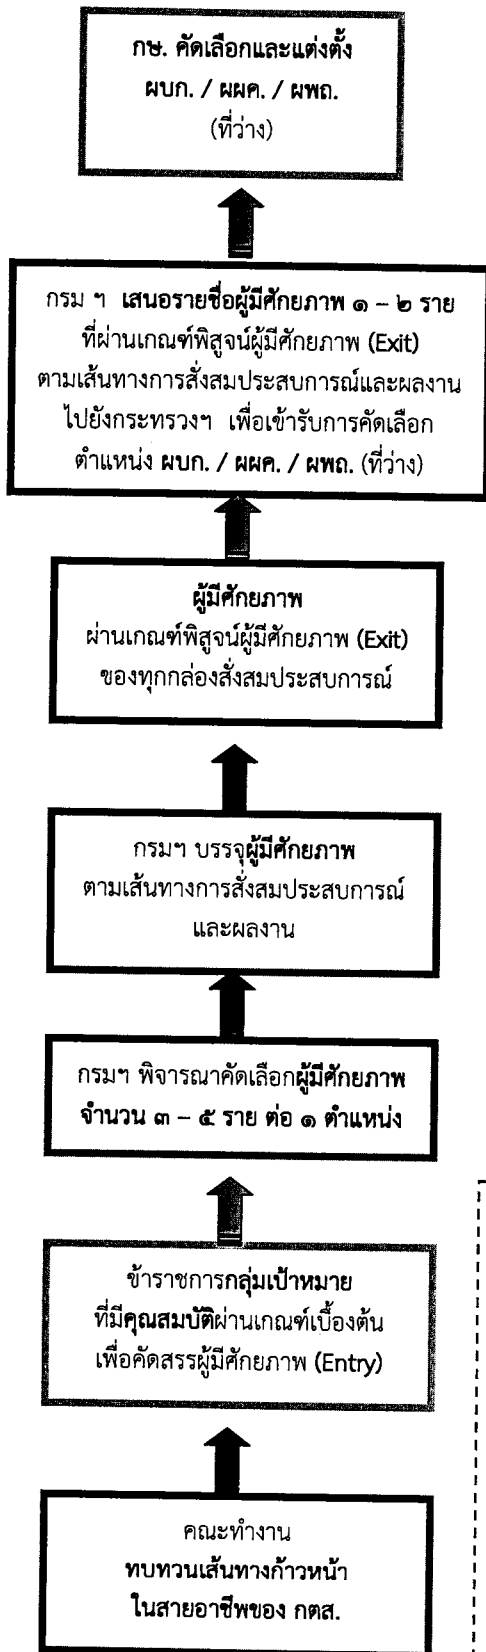 กษ. คัดเลือกและแต่งตั้ง
ผบก. / ผผค. / ผพถ.
(ที่ว่าง)
กรม ฯ เสนอรายชื่อผู้มีศักยภาพ ๑ – ๒ ราย
ที่ผ่านเกณฑ์พิสูจน์ผู้มีศักยภาพ (Exit)
ตามเส้นทางการสั่งสมประสบการณ์และผลงาน
ไปยังกระทรวงฯ เพื่อเข้ารับการคัดเลือก
ตำแหน่ง ผบก. / ผผค. / ผพถ. (ที่ว่าง)
ผู้มีศักยภาพ
ผ่านเกณฑ์พิสูจน์ผู้มีศักยภาพ (Exit)
ของทุกกล่องสั่งสมประสบการณ์
กรมฯ บรรจุผู้มีศักยภาพ
ตามเส้นทางการสั่งสมประสบการณ์
และผลงาน
กรมฯ พิจารณาคัดเลือกผู้มีศักยภาพ
จำนวน ๓ – ๕ ราย ต่อ ๑ ตำแหน่ง
ข้าราชการกลุ่มเป้าหมาย
ที่มีคุณสมบัติผ่านเกณฑ์เบื้องต้น
เพื่อคัดสรรผู้มีศักยภาพ (Entry)
คณะทำงาน
ทบทวนเส้นทางก้าวหน้า
ในสายอาชีพของ กตส.